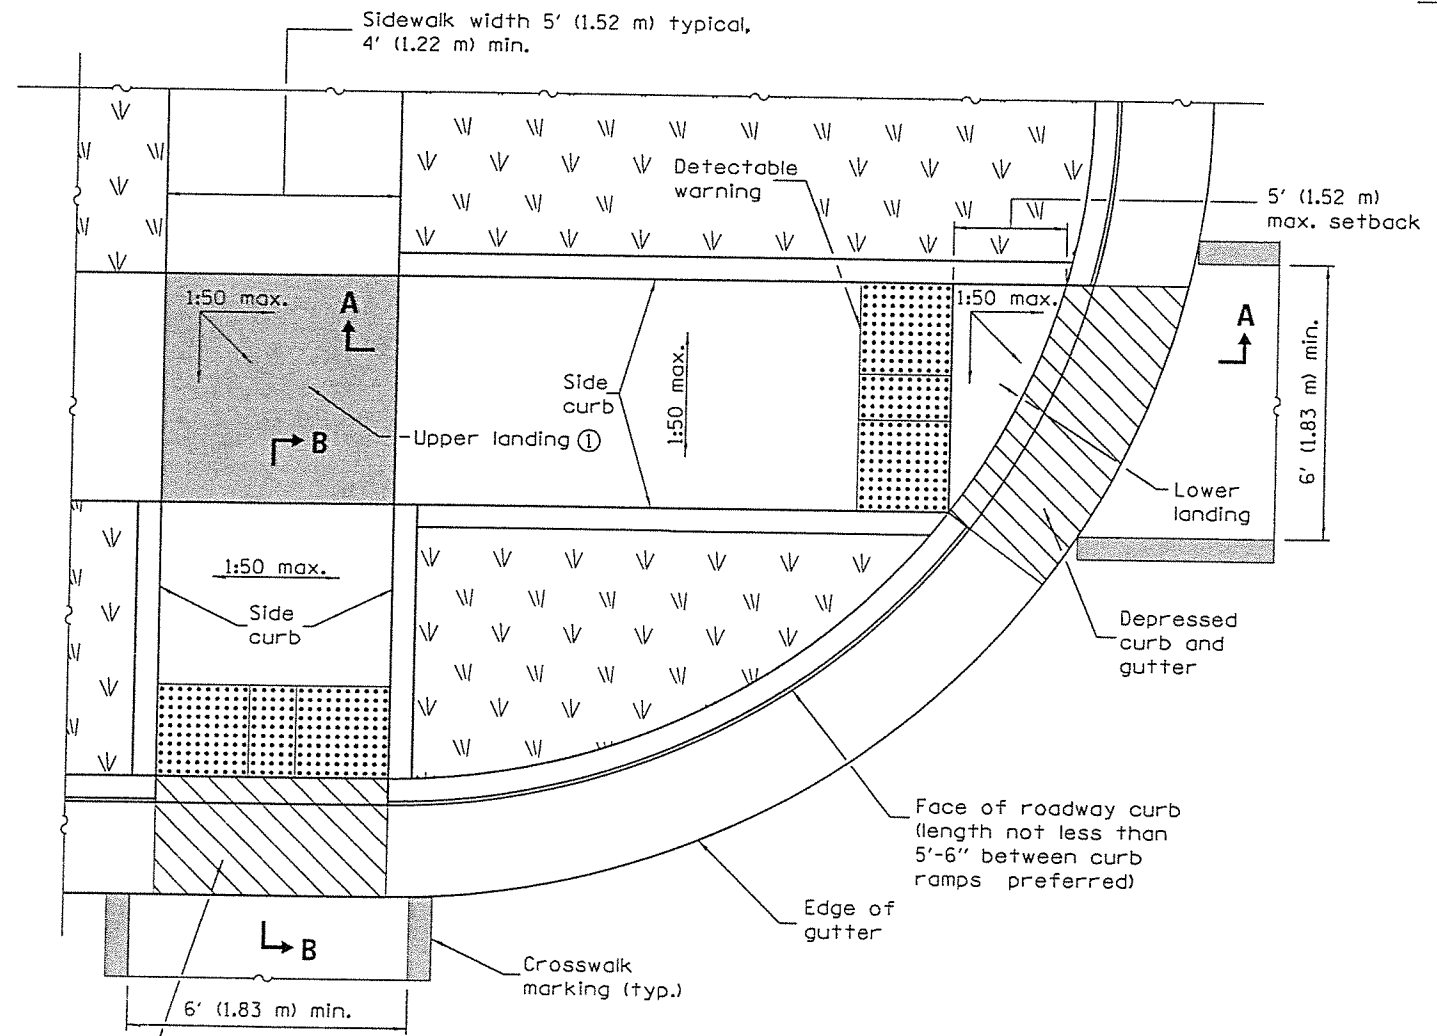 Sidewalk width 5' (1.52 m) typical,
4' (1.22 m) min.
Detectable
warning
5' (1.52 m)
max. setback
1:50 max.
A
1:50 max.
A
Side
curb
1:50 max.
6' (1.83 m) min.
B
Upper landing ①
Lower
landing
1:50 max.
Side
curb
Depressed
curb and
gutter
Face of roadway curb
(length not less than
5'-6" between curb
ramps preferred)
Edge of
gutter
B
Crosswalk
marking (typ.)
6' (1.83 m) min.